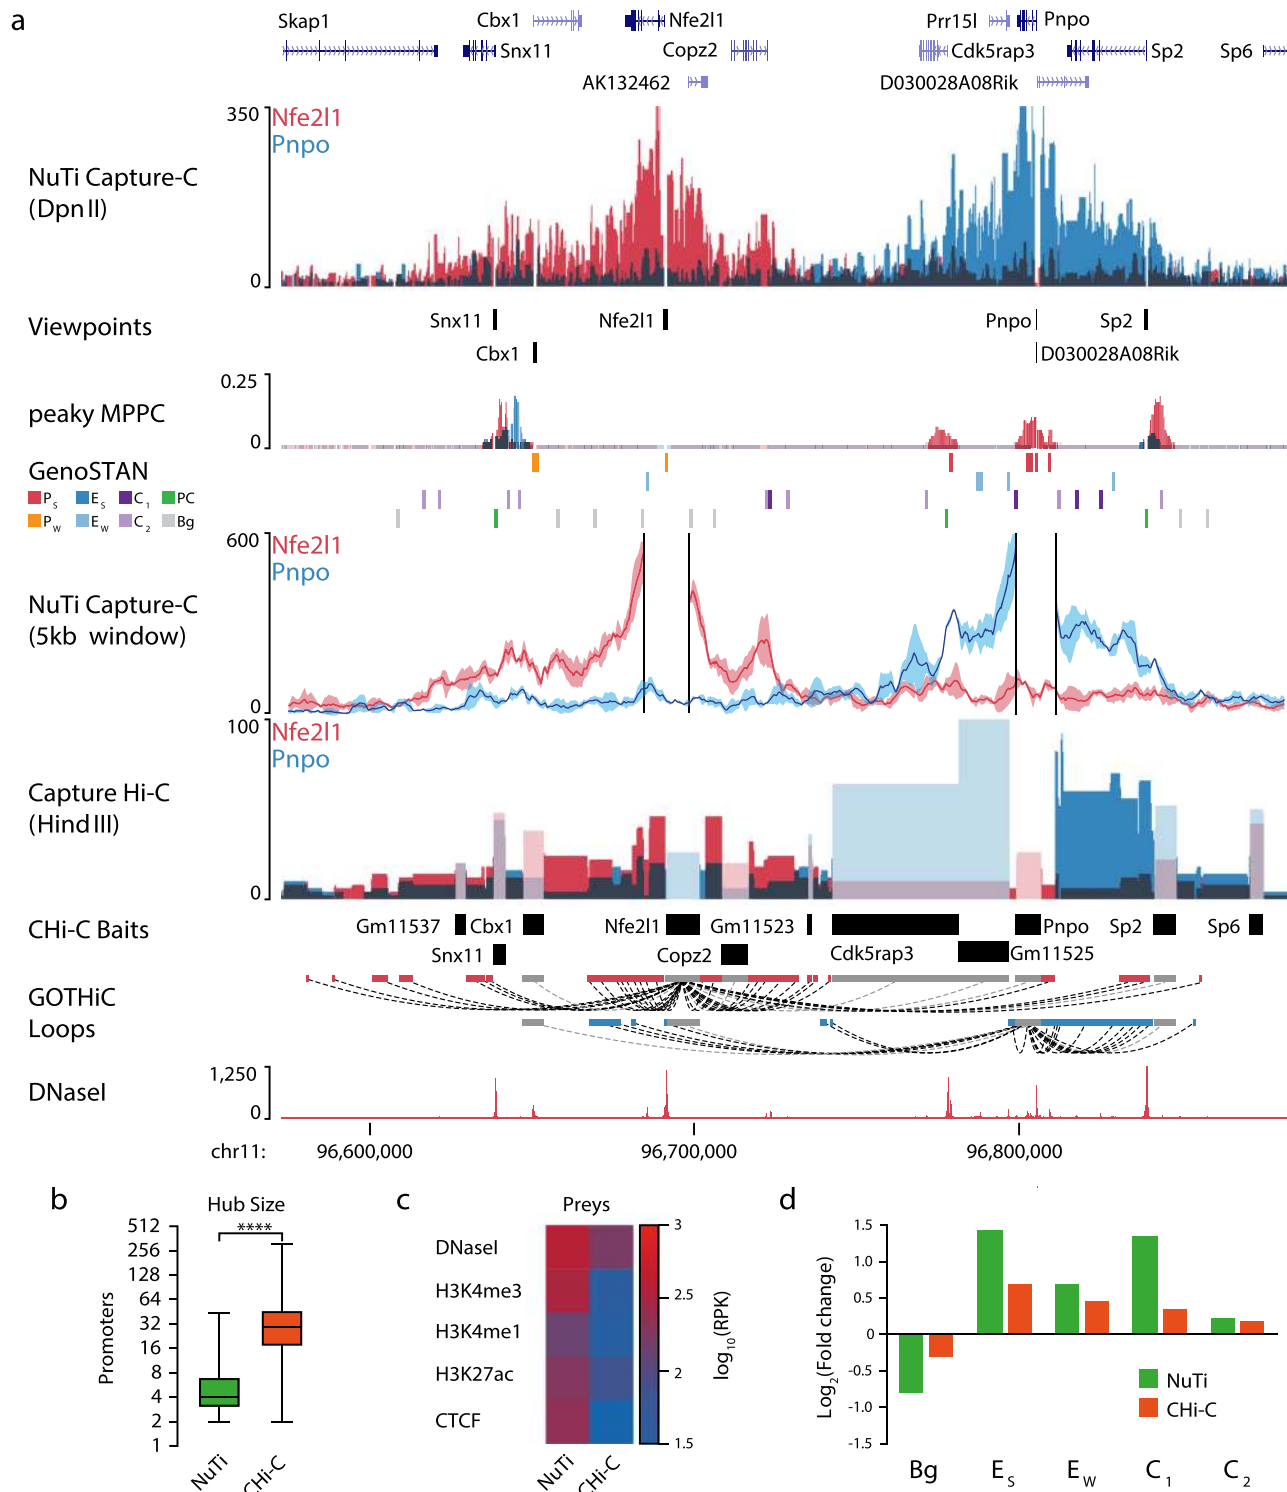 a
Skap1
Cbx1
Nfe2l1
Prr15l
Pnpo
Snx11
Copz2
Cdk5rap3
Sp2
Sp6
AK132462
D030028A08Rik
350
Nfe2l1
Pnpo
NuTi Capture-C
(DpnII)
0
Viewpoints
Snx11
Nfe2l1
Pnpo
Sp2
Cbx1
D030028A08Rik
0.25
peaky MPPC
0
GenoSTAN
PS ES C1 PC
PW EW C2 Bg
600
Nfe2l1
Pnpo
NuTi Capture-C
(5kb window)
0
100
Nfe2l1
Pnpo
Capture Hi-C
(HindIII)
0
CHi-C Baits
Gm11537
Cbx1
Nfe2l1
Gm11523
Pnpo
Sp2
Sp6
Snx11
Copz2
Cdk5rap3
Gm11525
GOTHiC
Loops
DNaseI
1,250
0
chr11:
96,600,000
96,700,000
96,800,000
b
Hub Size
****
Promoters
512
256
128
64
32
16
8
4
2
1
NuTi
CHi-C
c
Preys
DNaseI
H3K4me3
H3K4me1
H3K27ac
CTCF
NuTi
CHi-C
3
2.5
2
1.5
log10(RPK)
d
Log2(Fold change)
1.5
1.0
0.5
0
-0.5
-1.0
-1.5
NuTi
CHi-C
Bg
ES
EW
C1
C2